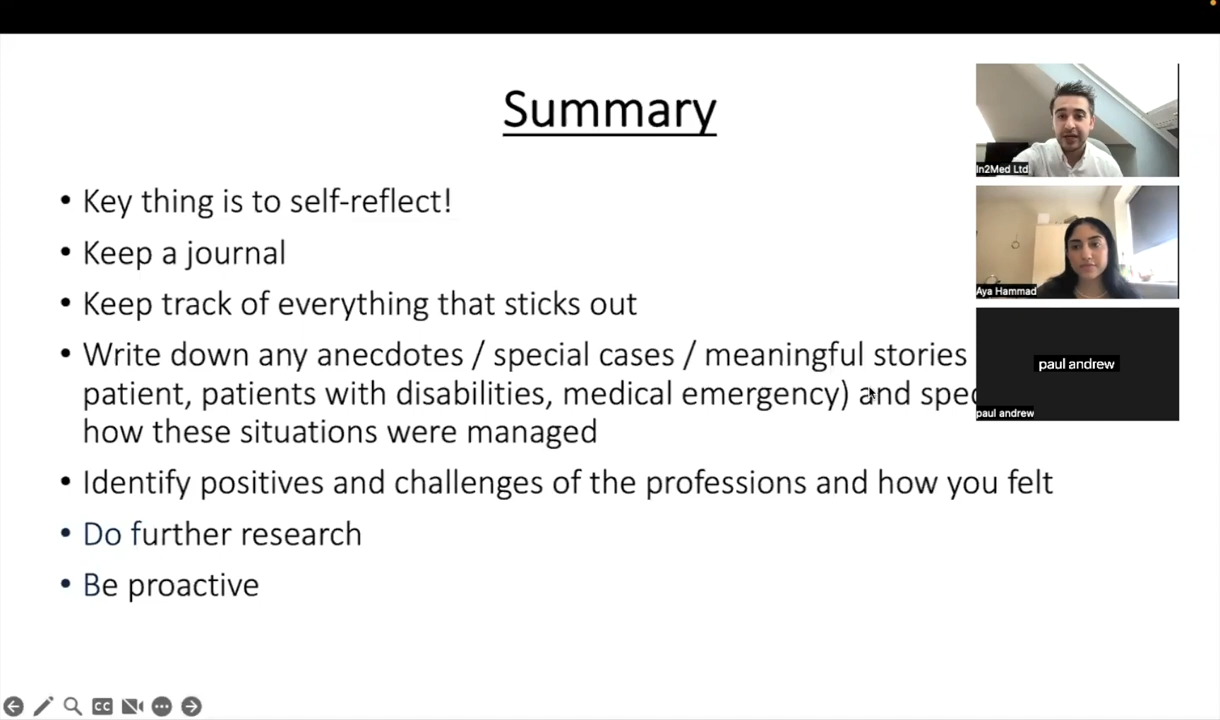 Summary
• Key thing is to self-reflect!
• Keep a journal
• Keep track of everything that sticks out
• Write down any anecdotes / special cases / meaningful stories
patient, patients with disabilities, medical emergency) and
how these situations were managed
• Identify positives and challenges of the professions and how you felt
• Do further research
• Be proactive
In2Med Ltd
Aya Hammad
paul andrew
paul andrew
CC